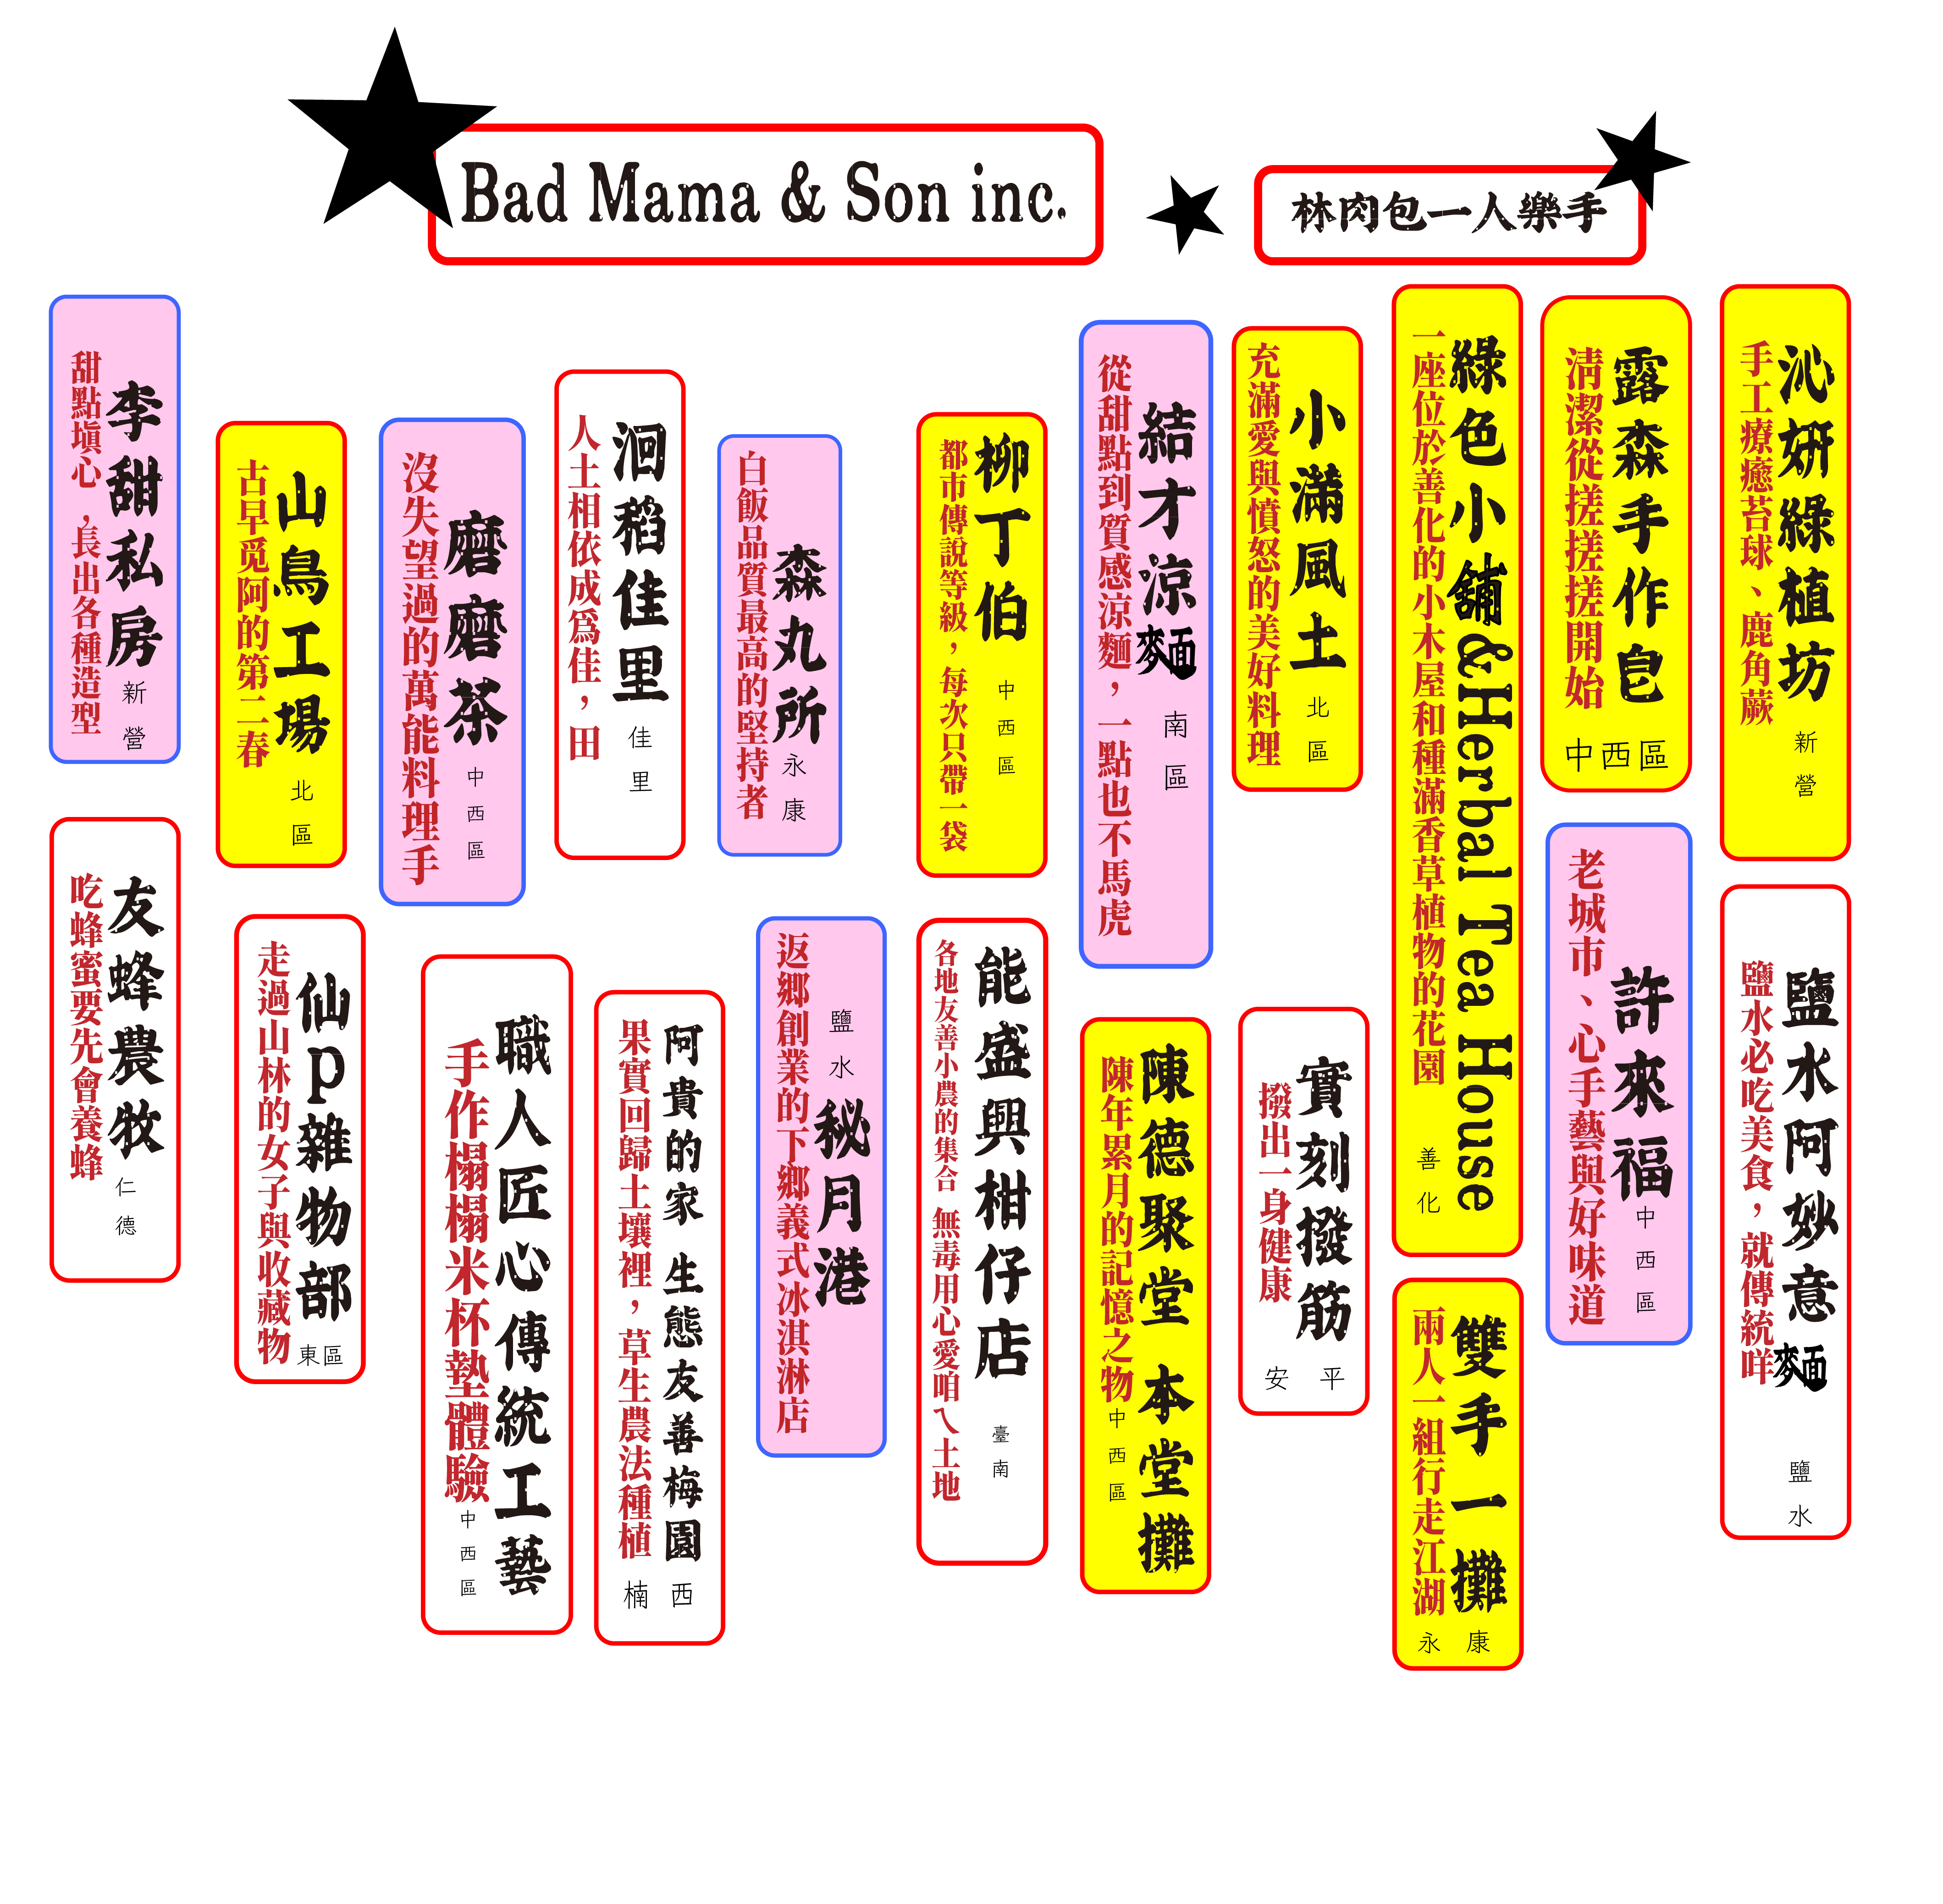 Bad Mama & Son inc.
林肉包一人樂手
沁妍綠植坊
手工療癒苔球、鹿角蕨
新營
露森手作皂
清潔從搓搓搓開始
中西區
綠色小舖&Herbal Tea House
一座位於善化的小木屋和種滿香草植物的花園
善化
小滿風土
充滿愛與憤怒的美好料理
北區
結才涼麵
從甜點到質感涼麵，一點也不馬虎
南區
柳丁伯
都市傳說等級，每次只帶一袋
中西區
森丸所
白飯品質最高的堅持者
永康
洄稻佳里
人土相依成為佳，田
佳里
磨磨茶
沒失望過的萬能料理手
中西區
山鳥工場
古早覓阿的第二春
北區
李甜私房
甜點塡心，長出各種造型
新營
鹽水阿妙意麵
鹽水必吃美食，就傳統咩
鹽水
許來福
老城市、心手藝與好味道
中西區
雙手一攤
兩人一組行走江湖
永康
實刻撥筋
撥出一身健康
安平
陳德聚堂 本堂攤
陳年累月的記憶之物
中西區
能盛興柑仔店
各地友善小農的集合 無毒用心愛咱ㄟ土地
臺南
鹽水
秘月港
返鄉創業的下鄉義式冰淇淋店
阿貴的家 生態友善梅園
果實回歸土壤裡，草生農法種植
楠西
職人匠心傳統工藝
手作榻榻米杯墊體驗
中西區
仙p雜物部
走過山林的女子與收藏物
東區
友蜂農牧
吃蜂蜜要先會養蜂
仁德